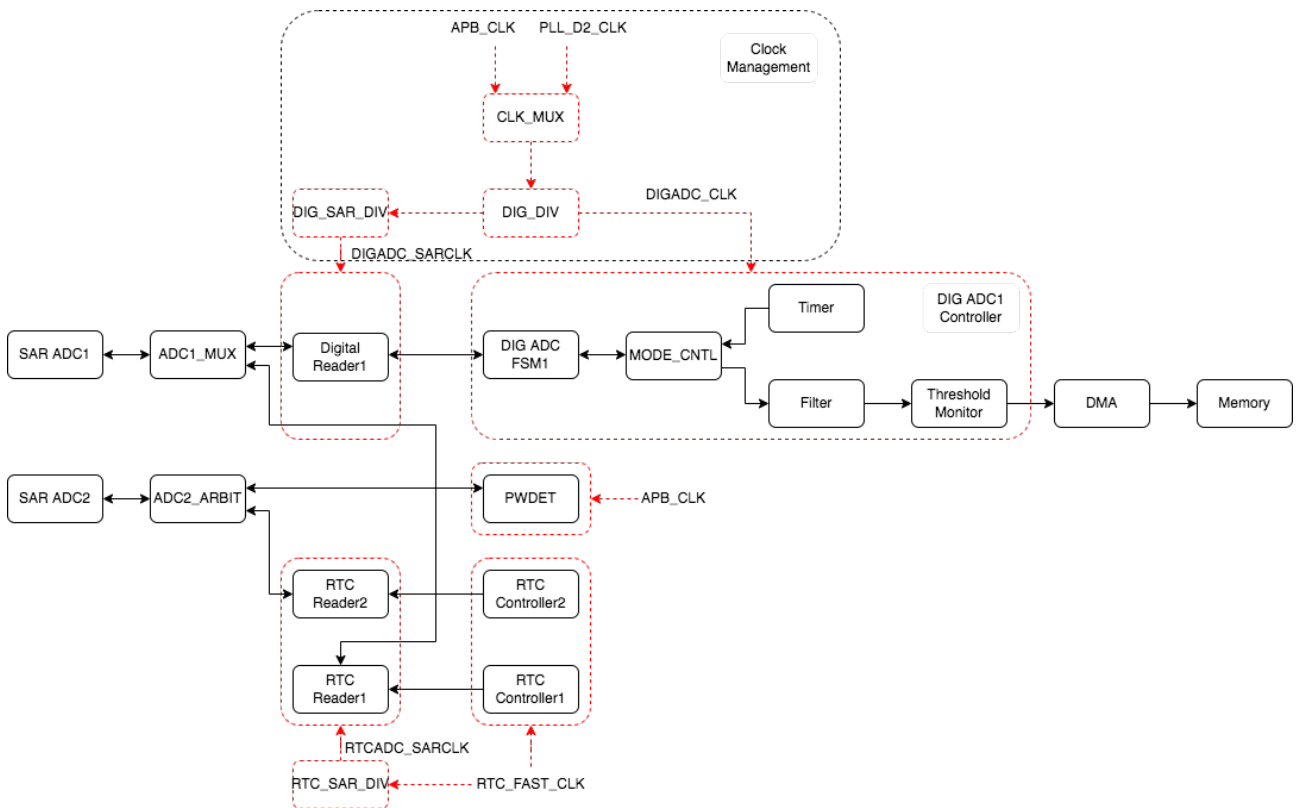 APB_CLK
PLL_D2_CLK
Clock
Management
CLK_MUX
DIGADC_CLK
DIG_SAR_DIV
DIG_DIV
DIGADC_SARCLK
DIG ADC1
Controller
Timer
SAR ADC1
ADC1_MUX
Digital
Reader1
DIG ADC
FSM1
MODE_CNTL
Filter
Threshold
Monitor
DMA
Memory
SAR ADC2
ADC2_ARBIT
PWDET
APB_CLK
RTC
Reader2
RTC
Controller2
RTC
Reader1
RTC
Controller1
RTCADC_SARCLK
RTC_SAR_DIV
RTC_FAST_CLK